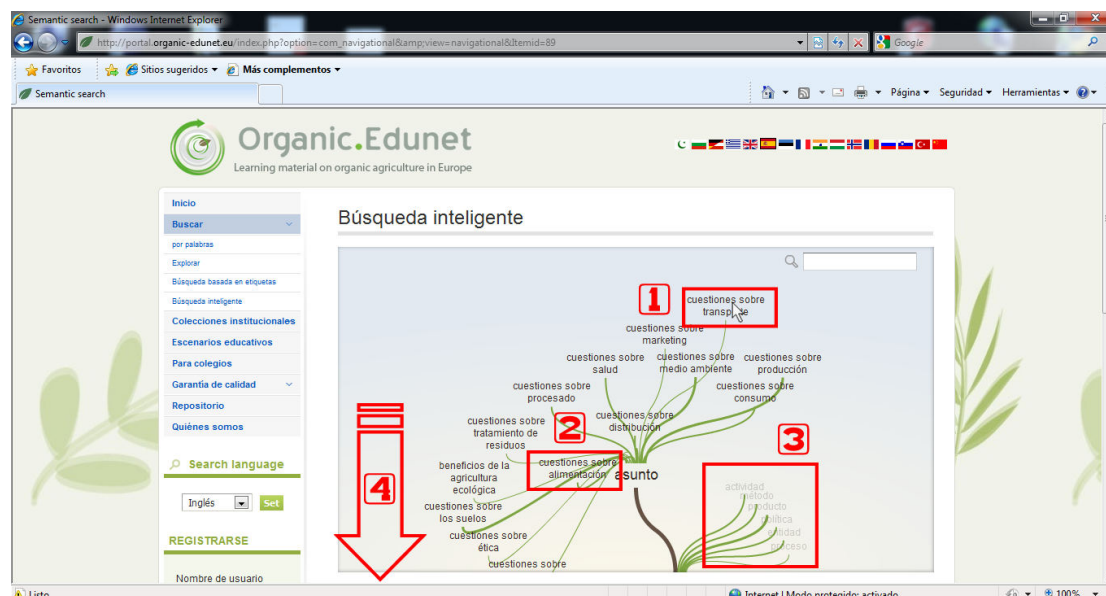 Semantic search - Windows Internet Explorer
http://portal.organic-edunet.eu/index.php?option=com_navigational&amp;view=navigational&Itemid=89
Google
Favoritos
Sitios sugeridos
Más complementos
Semantic search
Página
Seguridad
Herramientas
Organic.Edunet
Learning material on organic agriculture in Europe
Inicio
Buscar
por palabras
Explorar
Búsqueda basada en etiquetas
Búsqueda inteligente
Colecciones institucionales
Escenarios educativos
Para colegios
Garantía de calidad
Repositorio
Quiénes somos
Search language
Inglés
Set
REGISTRARSE
Nombre de usuario
Búsqueda inteligente
1
cuestiones sobre
transporte
cuestiones sobre
marketing
cuestiones sobre
salud
cuestiones sobre
medio ambiente
cuestiones sobre
producción
cuestiones sobre
procesado
cuestiones sobre
consumo
cuestiones sobre
distribución
cuestiones sobre
tratamiento de
residuos
2
3
cuestiones sobre
alimentación
asunto
beneficios de la
agricultura
ecológica
4
cuestiones sobre
los suelos
cuestiones sobre
ética
cuestiones sobre
actividad
método
producto
política
entidad
proceso
Listo
Internet | Modo protegido: activado
100%